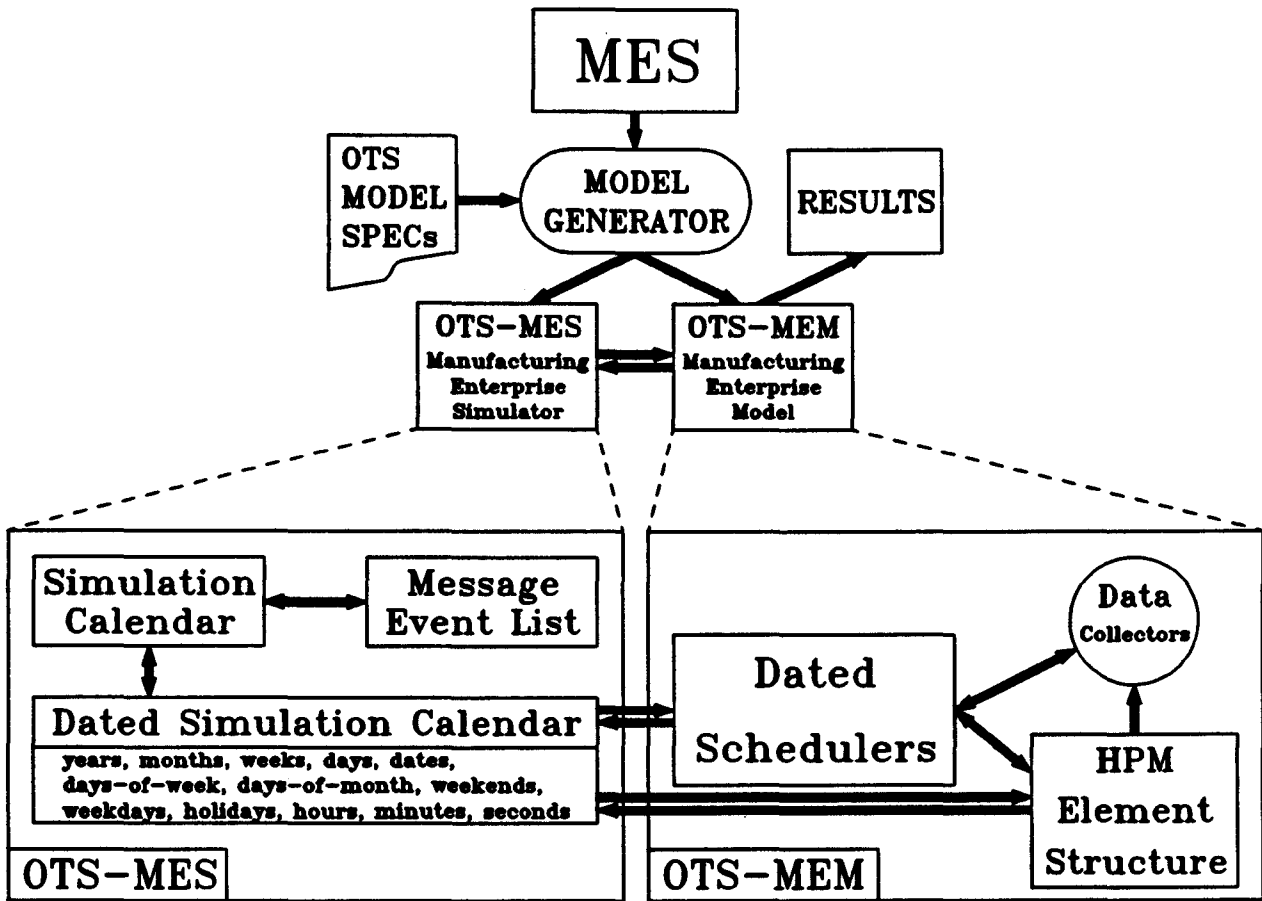 MES
OTS
MODEL
SPECs
MODEL
GENERATOR
RESULTS
OTS-MES
Manufacturing
Enterprise
Simulator
OTS-MEM
Manufacturing
Enterprise
Model
Simulation
Calendar
Message
Event List
Dated Simulation Calendar
years, months, weeks, days, dates,
days-of-week, days-of-month, weekends,
weekdays, holidays, hours, minutes, seconds
OTS-MES
Data
Collectors
Dated
Schedulers
HPM
Element
Structure
OTS-MEM